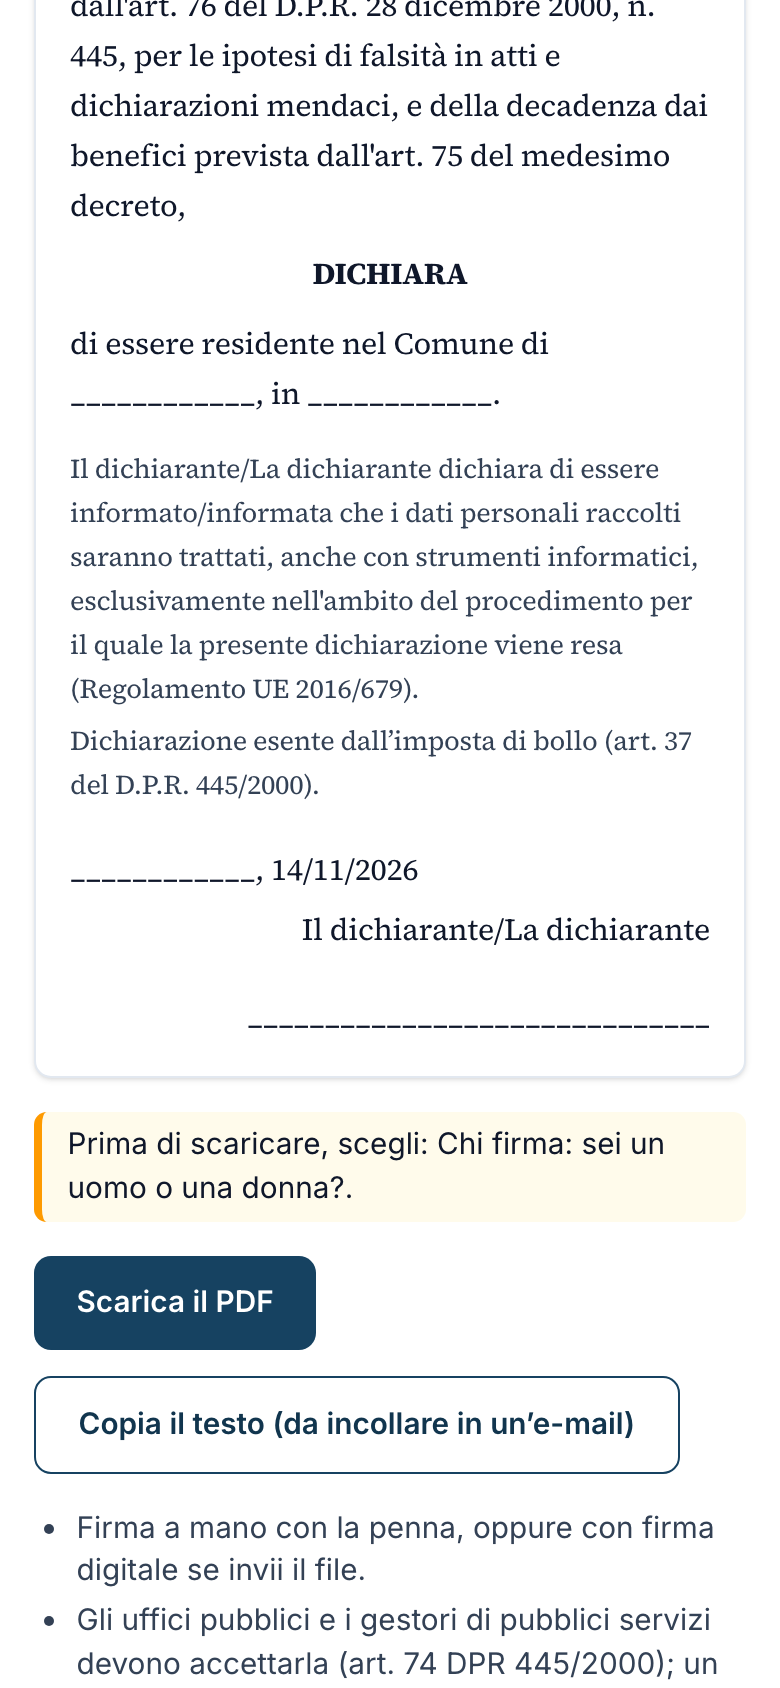 dall'art. 76 del D.P.R. 28 dicembre 2000, n.
445, per le ipotesi di falsità in atti e
dichiarazioni mendaci, e della decadenza dai
benefici prevista dall'art. 75 del medesimo
decreto,
DICHIARA
di essere residente nel Comune di
____________, in ____________.
Il dichiarante/La dichiarante dichiara di essere
informato/informata che i dati personali raccolti
saranno trattati, anche con strumenti informatici,
esclusivamente nell'ambito del procedimento per
il quale la presente dichiarazione viene resa
(Regolamento UE 2016/679).
Dichiarazione esente dall’imposta di bollo (art. 37
del D.P.R. 445/2000).
____________, 14/11/2026
Il dichiarante/La dichiarante
______________________________
Prima di scaricare, scegli: Chi firma: sei un
uomo o una donna?.
Scarica il PDF
Copia il testo (da incollare in un’e-mail)
• Firma a mano con la penna, oppure con firma
digitale se invii il file.
• Gli uffici pubblici e i gestori di pubblici servizi
devono accettarla (art. 74 DPR 445/2000); un